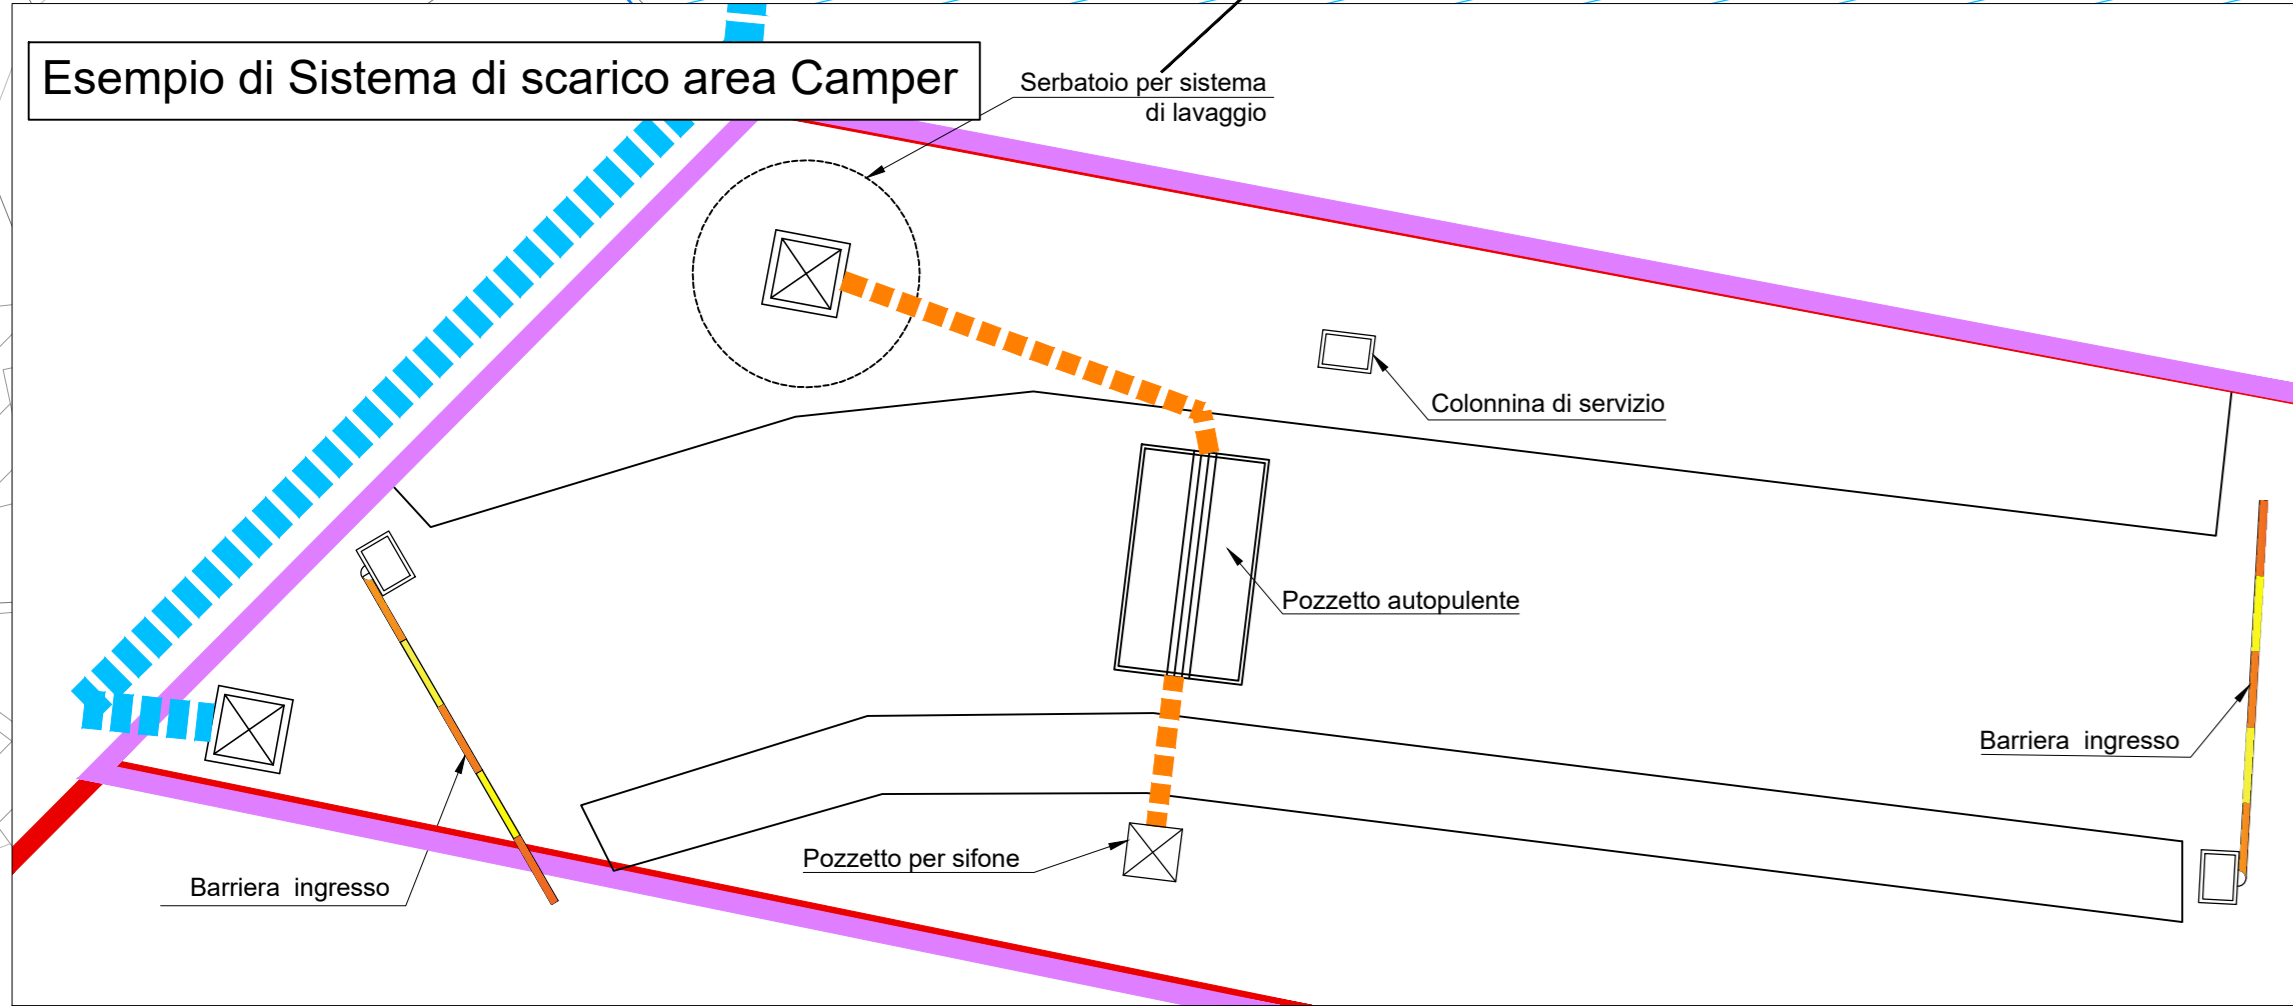 Esempio di Sistema di scarico area Camper
Serbatoio per sistema
di lavaggio
Colonnina di servizio
Pozzetto autopulente
Barriera ingresso
Pozzetto per sifone
Barriera ingresso